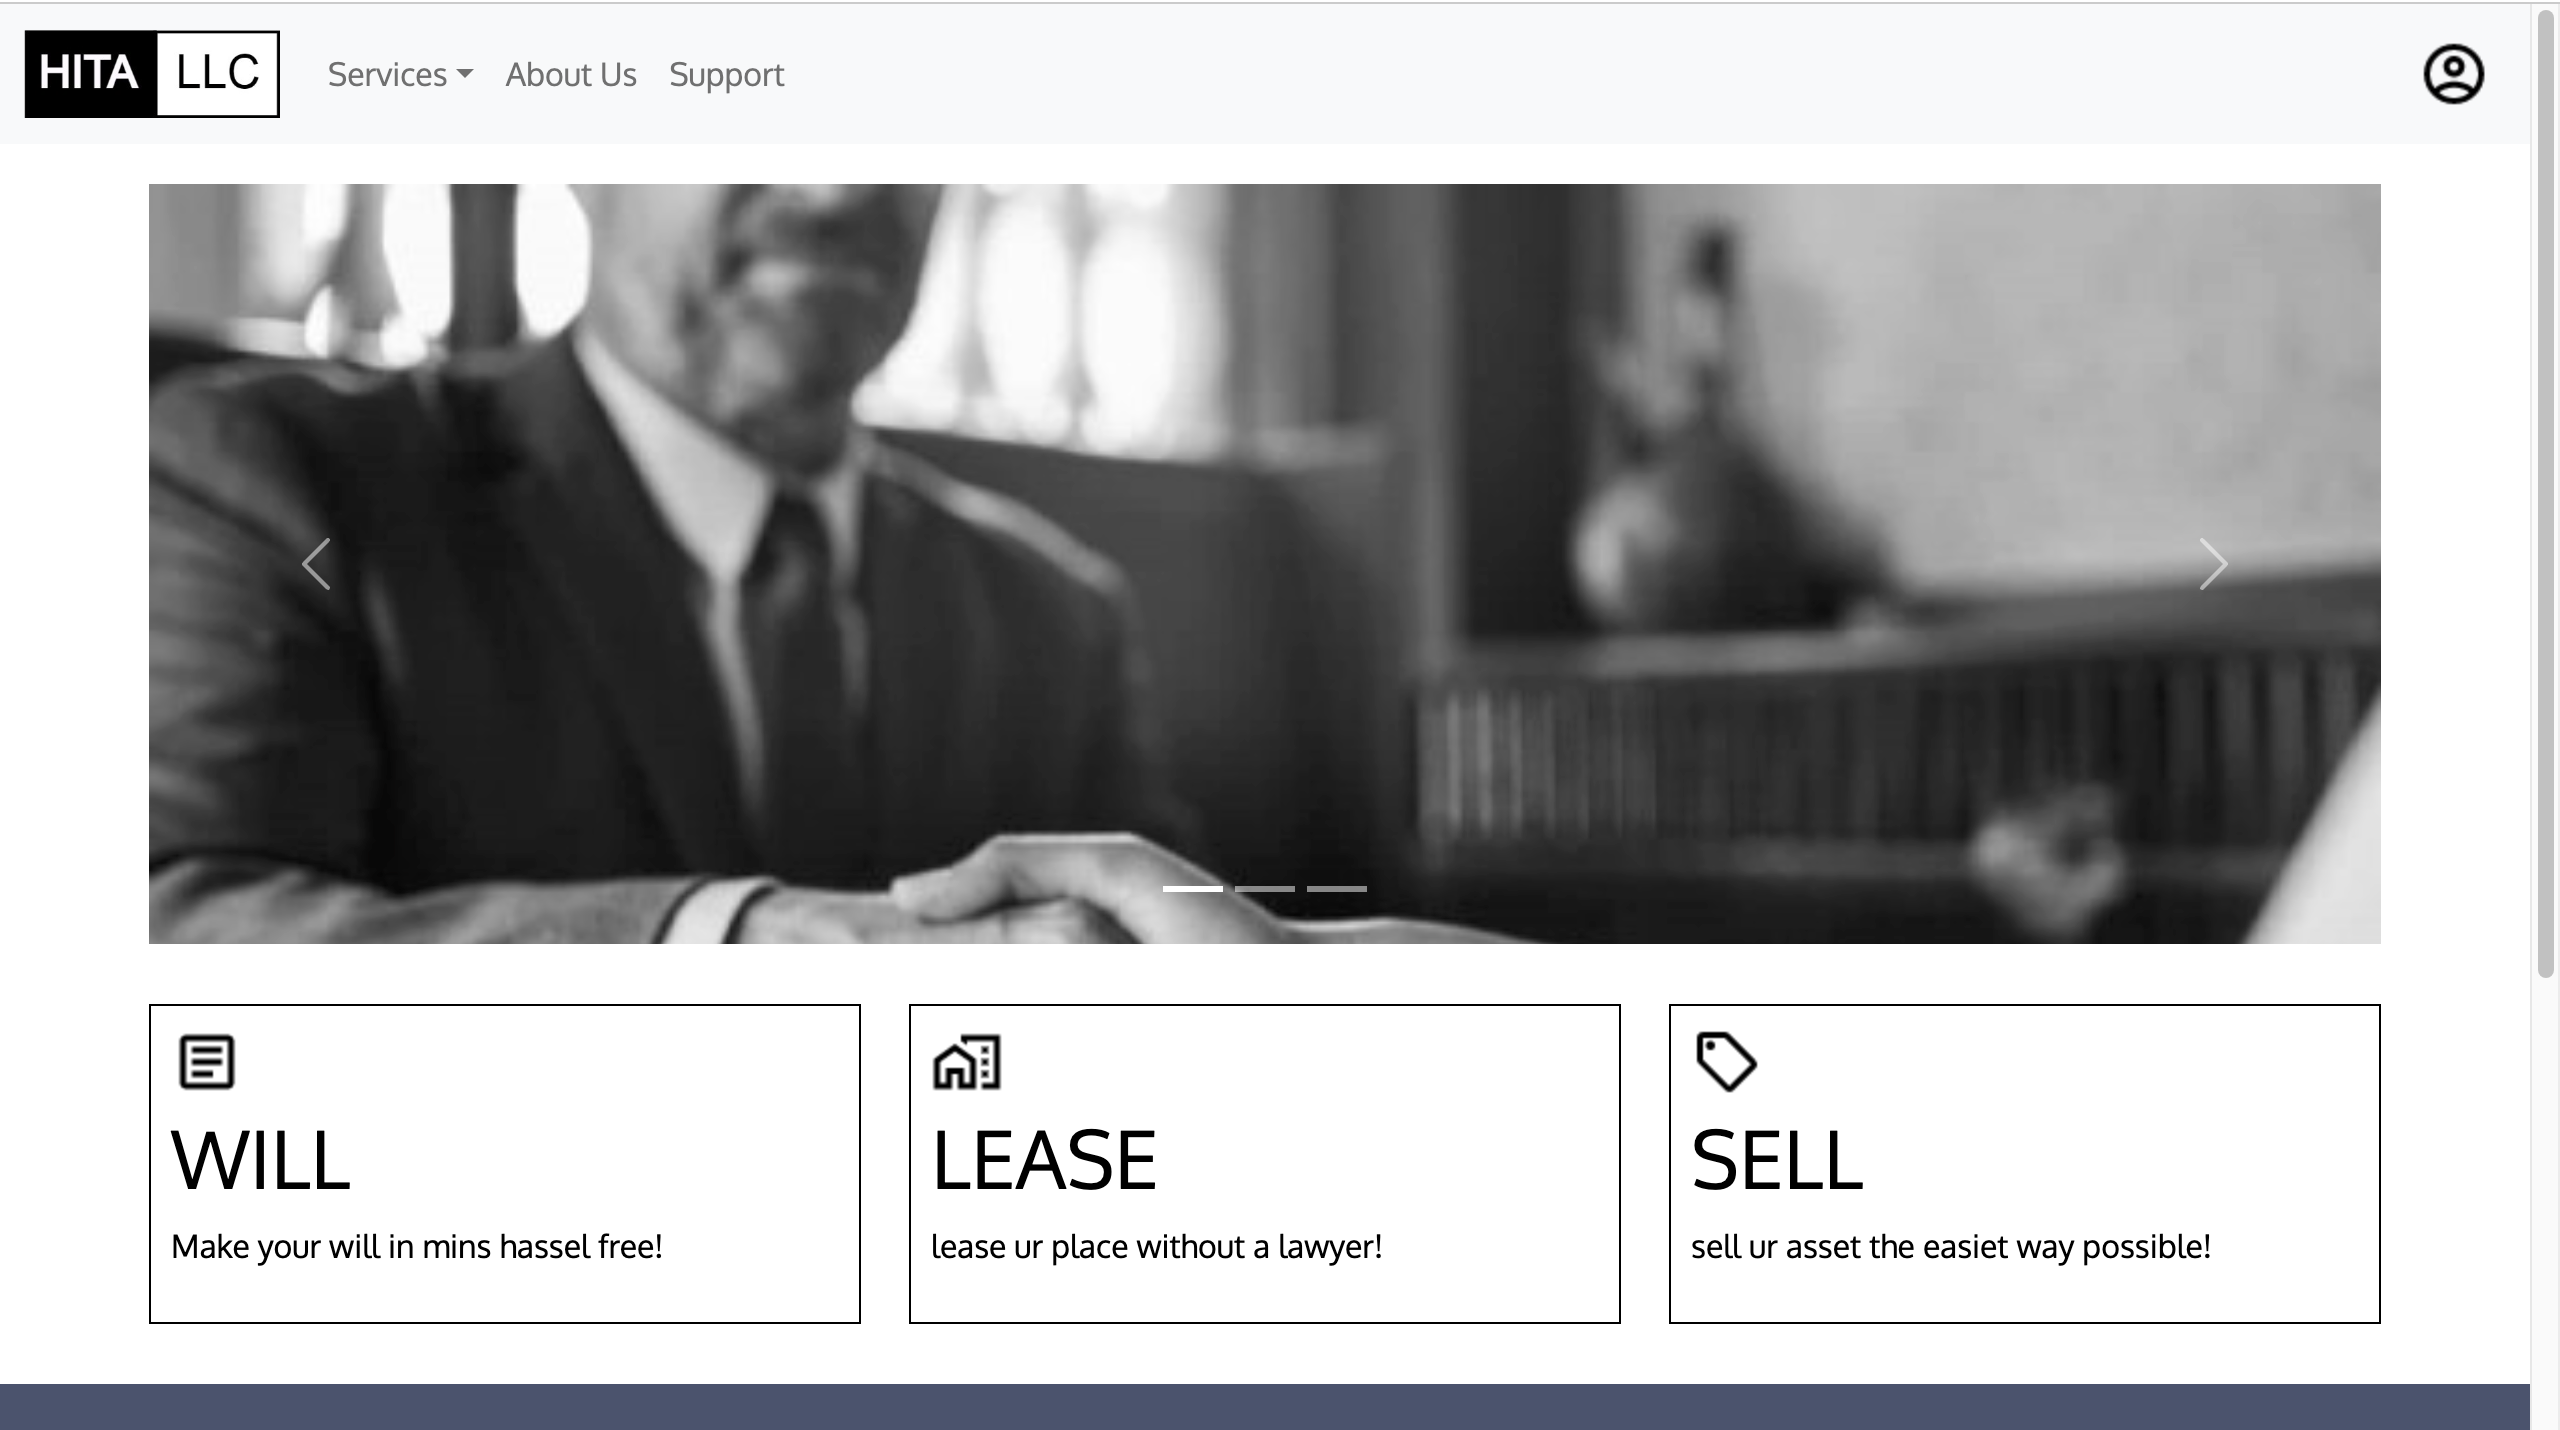 HITA LLC
Services About Us Support
WILL
Make your will in mins hassel free!
LEASE
lease ur place without a lawyer!
SELL
sell ur asset the easiet way possible!